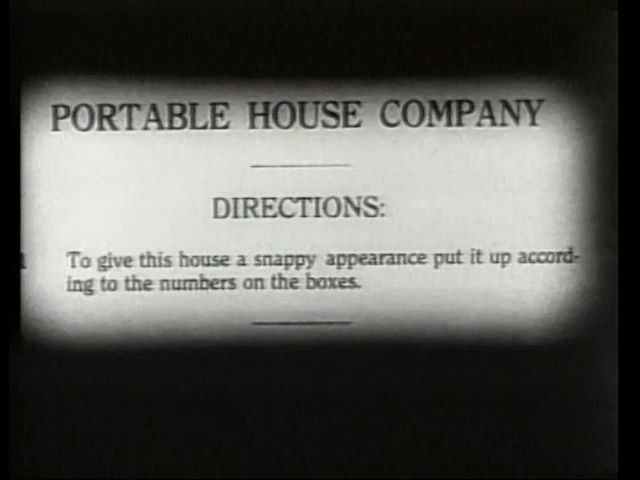 PORTABLE HOUSE COMPANY
DIRECTIONS:
To give this house a snappy appearance put it up accord-
ing to the numbers on the boxes.